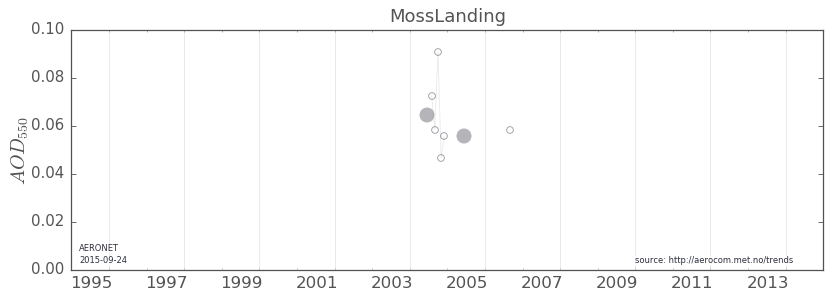 MossLanding
0.10
0.08
0.06
0.04
0.02
0.00
AOD550
AERONET
2015-09-24
source: http://aerocom.met.no/trends
1995 1997 1999 2001 2003 2005 2007 2009 2011 2013